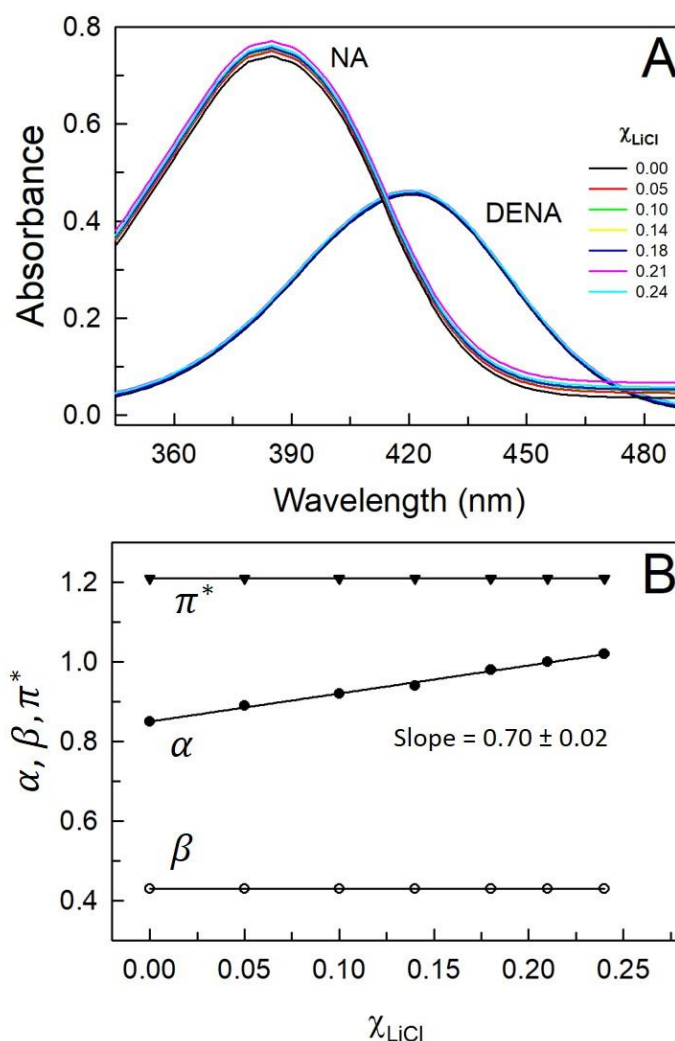 A
0.8
0.6
0.4
0.2
0.0
Absorbance
NA
DENA
χLiCl
0.00
0.05
0.10
0.14
0.18
0.21
0.24
360 390 420 450 480
Wavelength (nm)
B
1.2
1.0
0.8
0.6
0.4
α, β, π*
π*
α
Slope = 0.70 ± 0.02
β
0.00 0.05 0.10 0.15 0.20 0.25
χLiCl